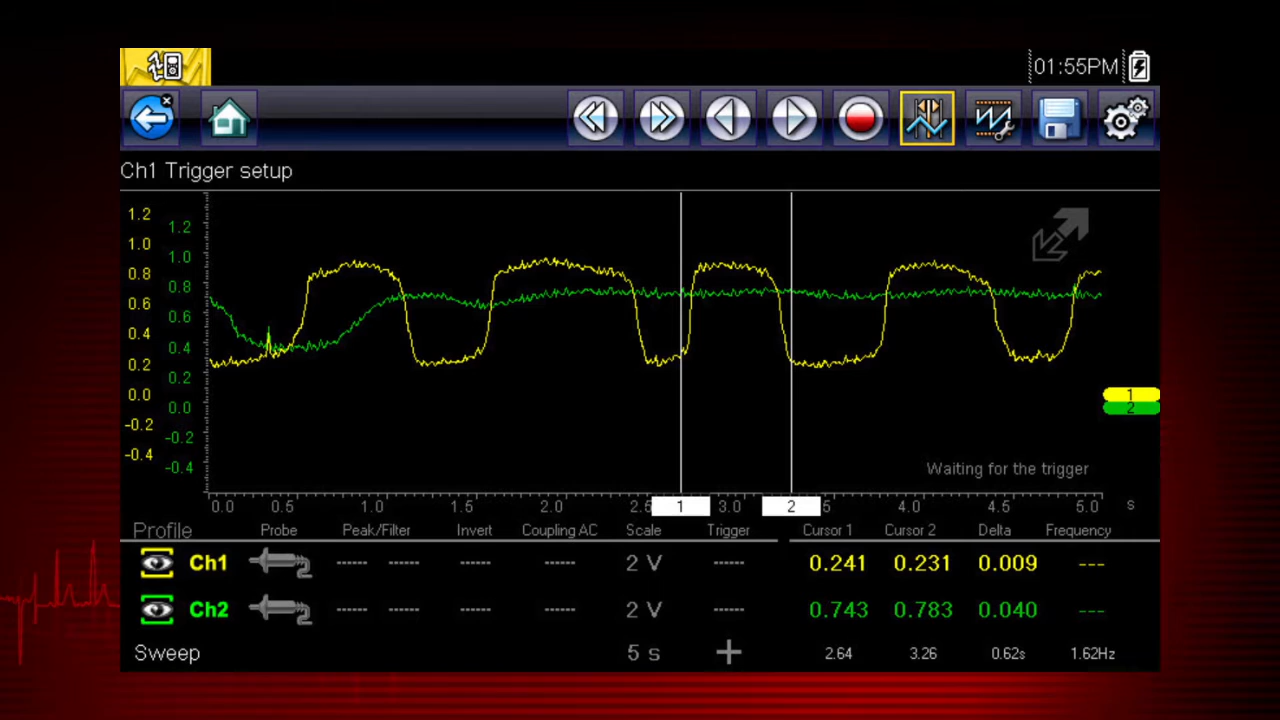 01:55PM
Ch1 Trigger setup
1.2
1.0
0.8
0.6
0.4
0.2
0.0
-0.2
-0.4
1.2
1.0
0.8
0.6
0.4
0.2
0.0
-0.2
-0.4
1
2
Waiting for the trigger
0.0 0.5 1.0 1.5 2.0 2.5 1 3.0 2 5 4.0 4.5 5.0 s
Profile Probe Peak/Filter Invert Coupling AC Scale Trigger Cursor 1 Cursor 2 Delta Frequency
Ch1 ----- ----- ----- ----- 2 V ----- 0.241 0.231 0.009 ---
Ch2 ----- ----- ----- ----- 2 V ----- 0.743 0.783 0.040 ---
Sweep 5 s + 2.64 3.26 0.62s 1.62Hz